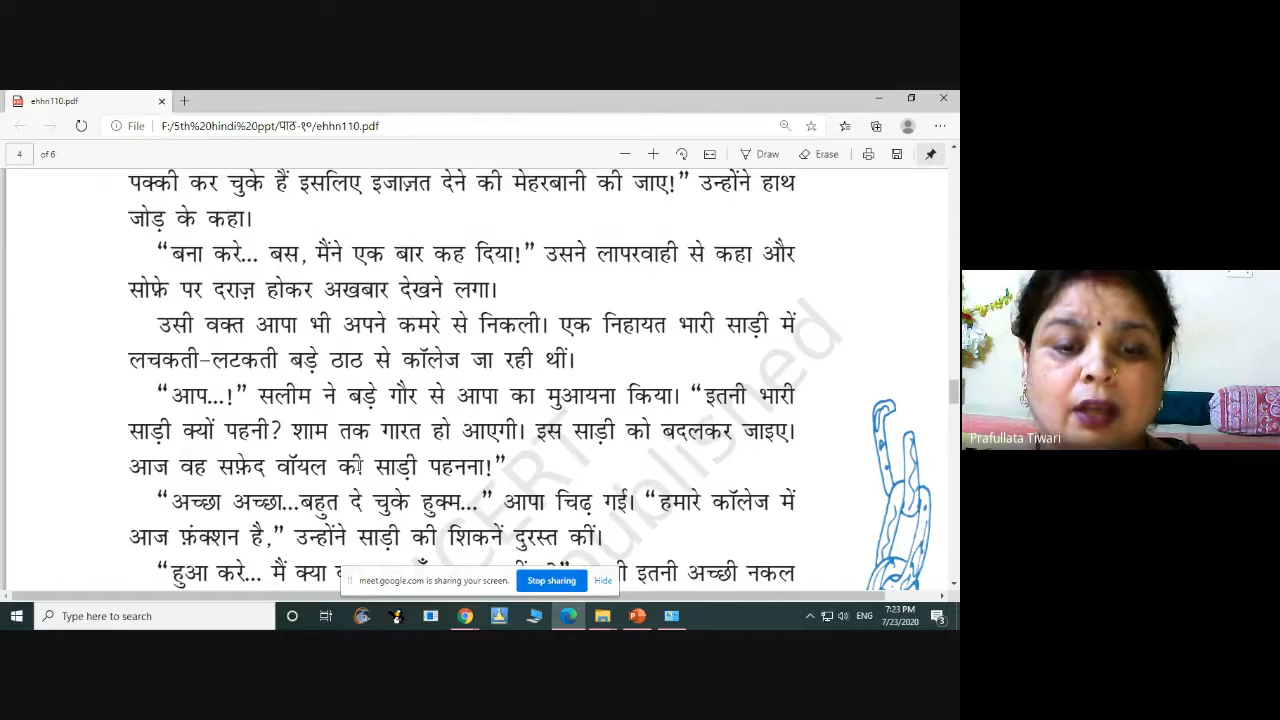 ehhn110.pdf
File F:/5th%20hindi%20ppt/पाठ-१०/ehhn110.pdf
4 of 6 Draw Erase
पक्की कर चुके हैं इसलिए इजाज़त देने की मेहरबानी की जाए!” उन्होंने हाथ
जोड़ के कहा।
“बना करे... बस, मैंने एक बार कह दिया!” उसने लापरवाही से कहा और
सोफ़े पर दराज़ होकर अखबार देखने लगा।
उसी वक्त आपा भी अपने कमरे से निकली। एक निहायत भारी साड़ी में
लचकती-लटकती बड़े ठाठ से कॉलेज जा रही थीं।
“आप...!” सलीम ने बड़े गौर से आपा का मुआयना किया। “इतनी भारी
साड़ी क्यों पहनी? शाम तक गारत हो आएगी। इस साड़ी को बदलकर जाइए।
आज वह सफ़ेद वॉयल की साड़ी पहनना!”
“अच्छा अच्छा...बहुत दे चुके हुक्म...” आपा चिढ़ गई। “हमारे कॉलेज में
आज फ़ंक्शन है,” उन्होंने साड़ी की शिकनें दुरस्त कीं।
“हुआ करे... मैं क्या इतनी अच्छी नकल
NCERT
published
meet.google.com is sharing your screen. Stop sharing Hide
Prafullata Tiwari
Type here to search
ENG
7:23 PM
7/23/2020
3